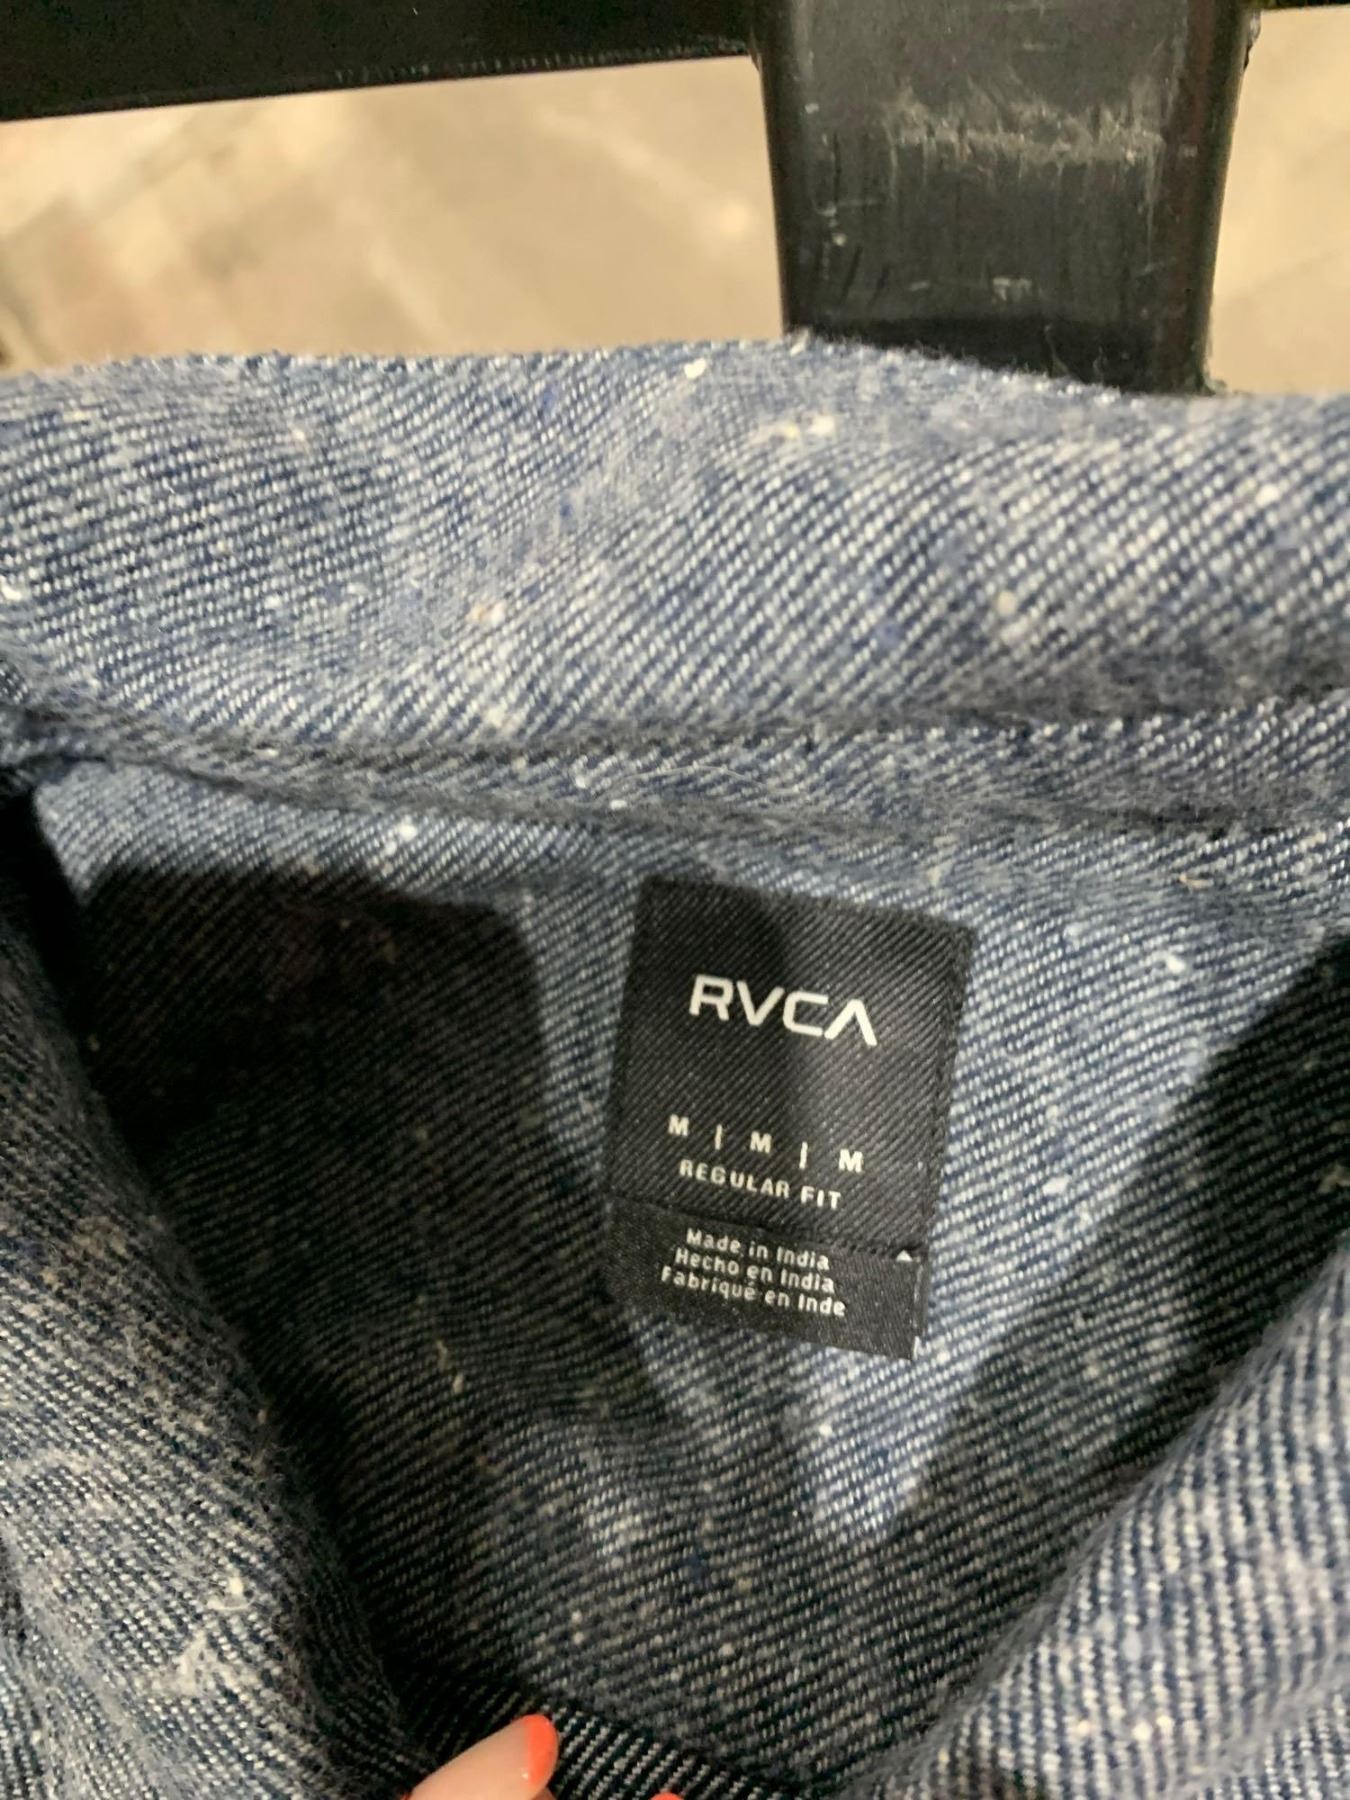 RVCA
M | M | M
REGULAR FIT
Made in India
Hecho en India
Fabriqué en Inde